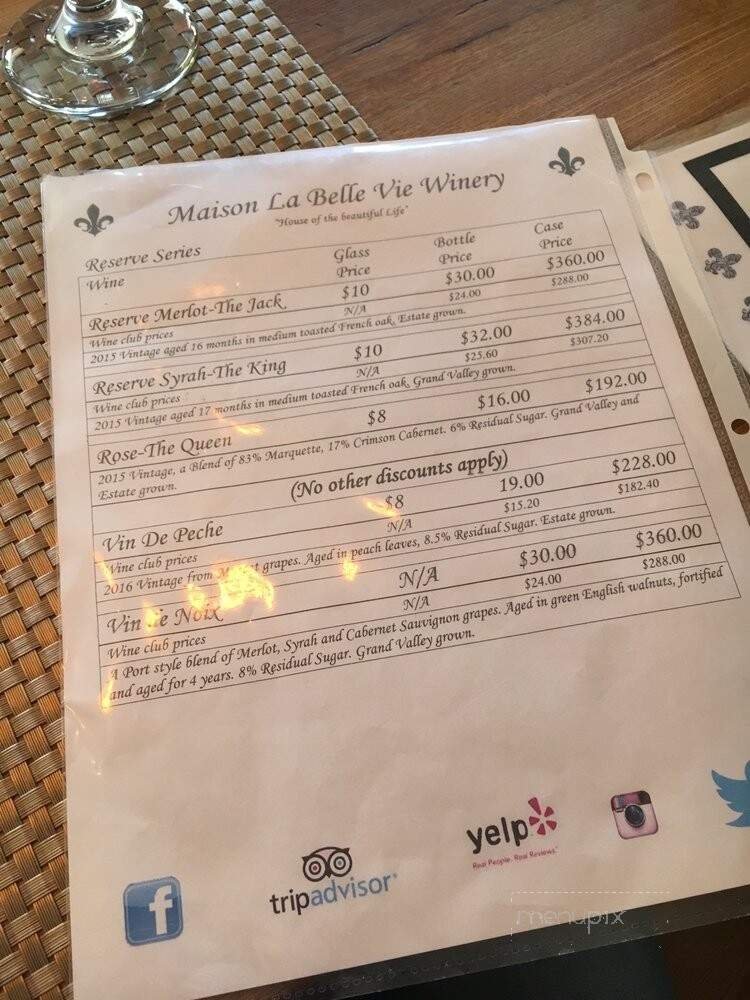 Maison La Belle Vie Winery
"House of the beautiful Life"
Reserve Series
Wine Glass Price Bottle Price Case Price
Reserve Merlot-The Jack $10 $30.00 $360.00
Wine club prices N/A $24.00 $288.00
2015 Vintage aged 16 months in medium toasted French oak, Estate grown.
Reserve Syrah-The King $10 $32.00 $384.00
Wine club prices N/A $25.60 $307.20
2015 Vintage aged 17 months in medium toasted French oak, Grand Valley grown.
Rose-The Queen $8 $16.00 $192.00
2015 Vintage, a Blend of 83% Marquette, 17% Crimson Cabernet. 6% Residual Sugar. Grand Valley and
Estate grown.
(No other discounts apply)
Vin De Peche $8 19.00 $228.00
Wine club prices N/A $15.20 $182.40
2016 Vintage from grapes. Aged in peach leaves, 8.5% Residual Sugar. Estate grown.
Vin de Noix N/A $30.00 $360.00
Wine club prices N/A $24.00 $288.00
A Port style blend of Merlot, Syrah and Cabernet Sauvignon grapes. Aged in green English walnuts, fortified
and aged for 4 years. 8% Residual Sugar. Grand Valley grown.
f
tripadvisor®
yelp
Real People. Real Reviews.™
menupix